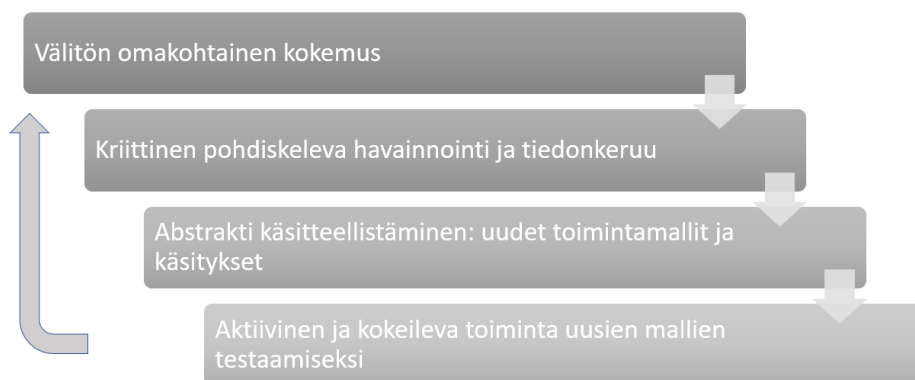 Välitön omakohtainen kokemus
Kriittinen pohdiskeleva havainnointi ja tiedonkeruu
Abstrakti käsitteellistäminen: uudet toimintamallit ja
käsitykset
Aktiivinen ja kokeileva toiminta uusien mallien
testaamiseksi